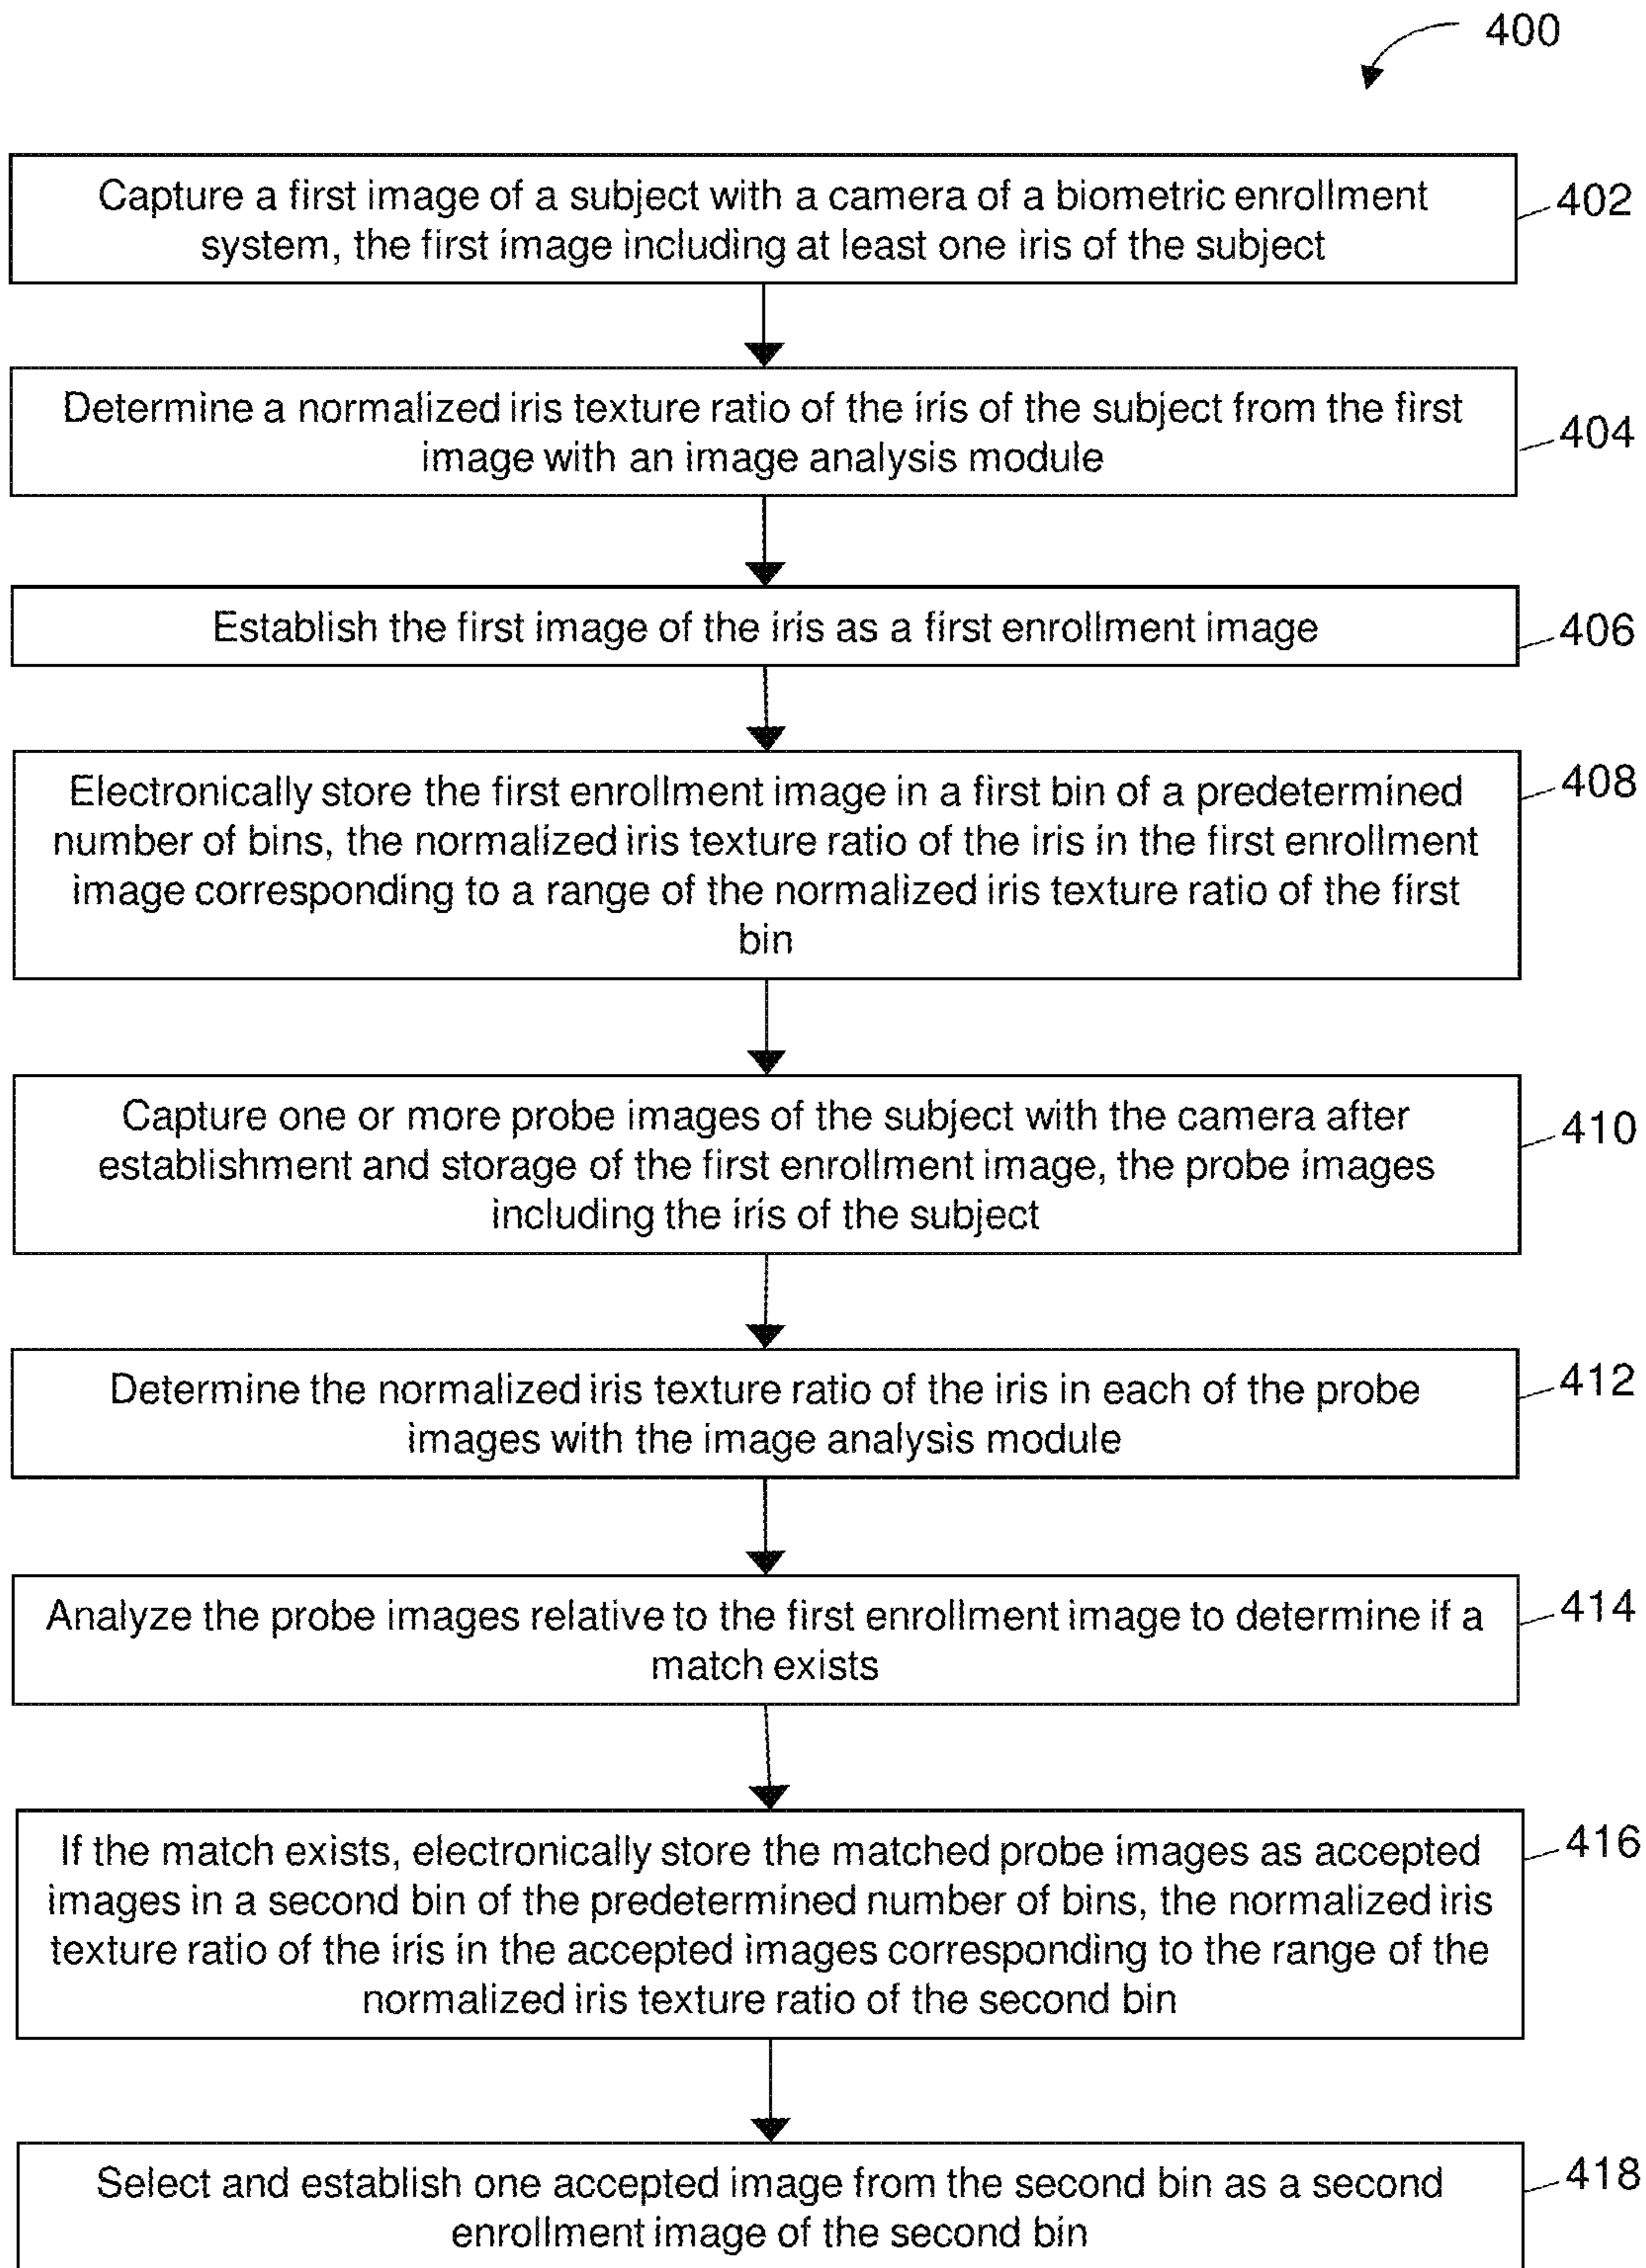 400
Capture a first image of a subject with a camera of a biometric enrollment
system, the first image including at least one iris of the subject
402
Determine a normalized iris texture ratio of the iris of the subject from the first
image with an image analysis module
404
Establish the first image of the iris as a first enrollment image
406
Electronically store the first enrollment image in a first bin of a predetermined
number of bins, the normalized iris texture ratio of the iris in the first enrollment
image corresponding to a range of the normalized iris texture ratio of the first
bin
408
Capture one or more probe images of the subject with the camera after
establishment and storage of the first enrollment image, the probe images
including the iris of the subject
410
Determine the normalized iris texture ratio of the iris in each of the probe
images with the image analysis module
412
Analyze the probe images relative to the first enrollment image to determine if a
match exists
414
If the match exists, electronically store the matched probe images as accepted
images in a second bin of the predetermined number of bins, the normalized iris
texture ratio of the iris in the accepted images corresponding to the range of the
normalized iris texture ratio of the second bin
416
Select and establish one accepted image from the second bin as a second
enrollment image of the second bin
418